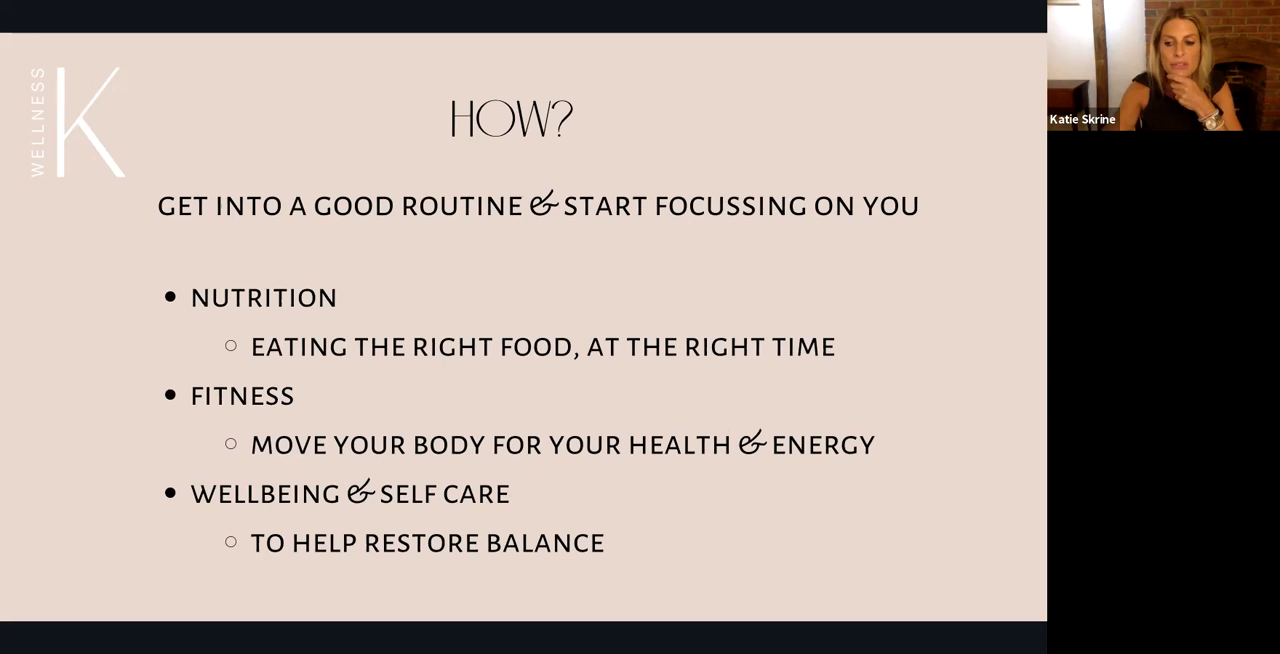 WELLNESS
K
HOW?
GET INTO A GOOD ROUTINE & START FOCUSSING ON YOU
• NUTRITION
○ EATING THE RIGHT FOOD, AT THE RIGHT TIME
• FITNESS
○ MOVE YOUR BODY FOR YOUR HEALTH & ENERGY
• WELLBEING & SELF CARE
○ TO HELP RESTORE BALANCE
Katie Skrine